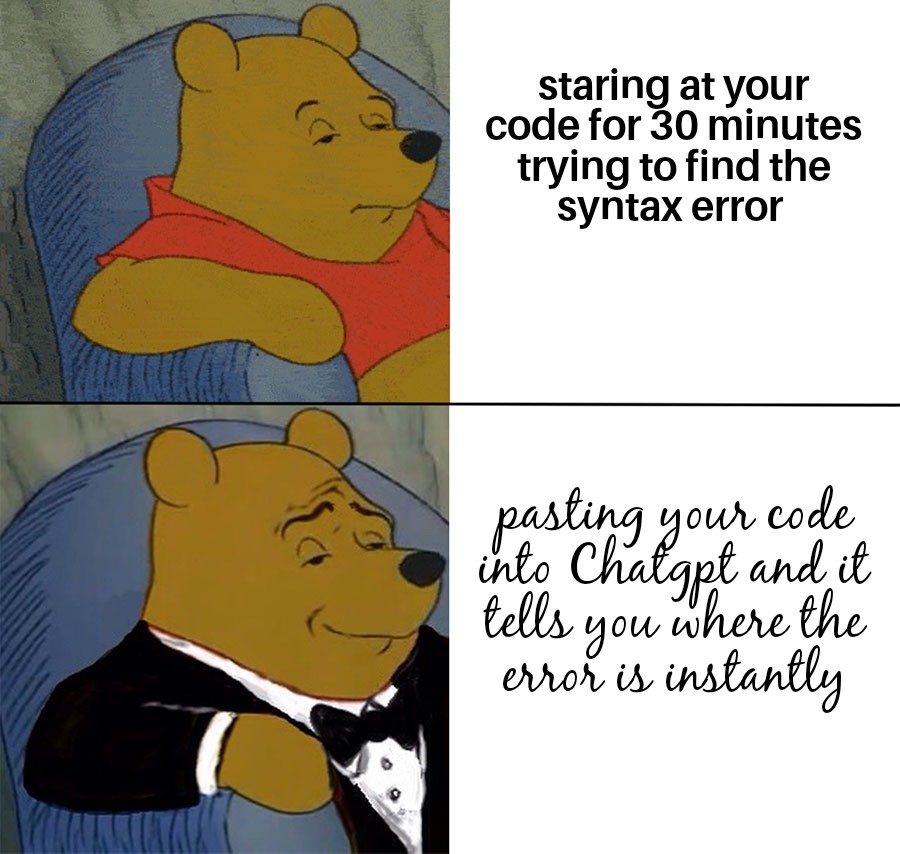 staring at your
code for 30 minutes
trying to find the
syntax error
pasting your code
into Chatgpt and it
tells you where the
error is instantly